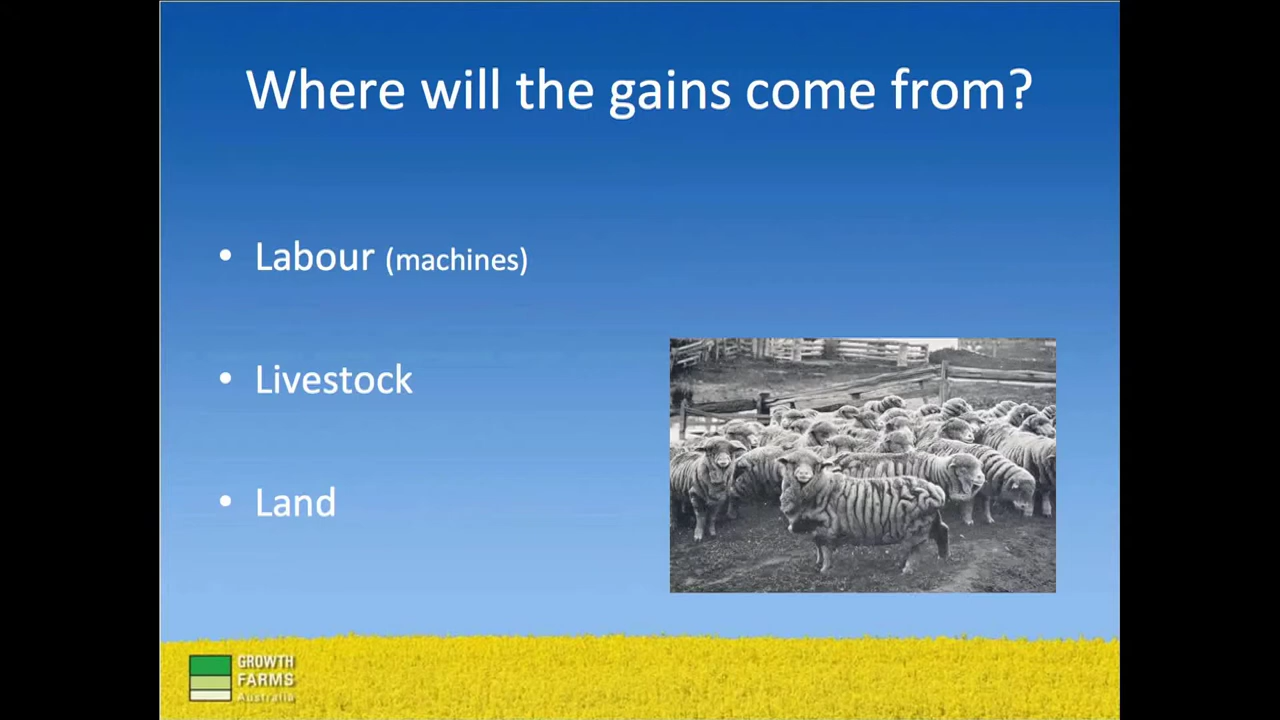 Where will the gains come from?
• Labour (machines)
• Livestock
• Land
GROWTH
FARMS
Australia